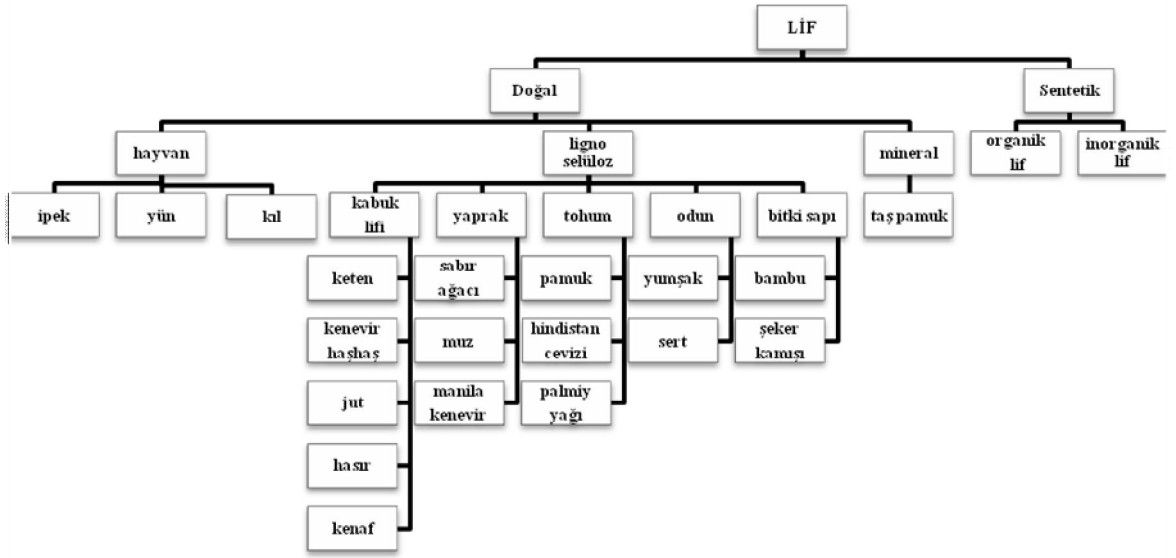 LİF
Doğal
Sentetik
hayvan
ligno
selüloz
mineral
organik
lif
inorganik
lif
ipek
yün
kıl
kabuk
lifi
yaprak
tohum
odun
bitki sapı
taş pamuk
keten
sabır
ağacı
pamuk
yumşak
bambu
kenevir
haşhaş
muz
hindistan
cevizi
sert
şeker
kamışı
jut
manila
kenevir
palmiy
yağı
hasır
kenaf